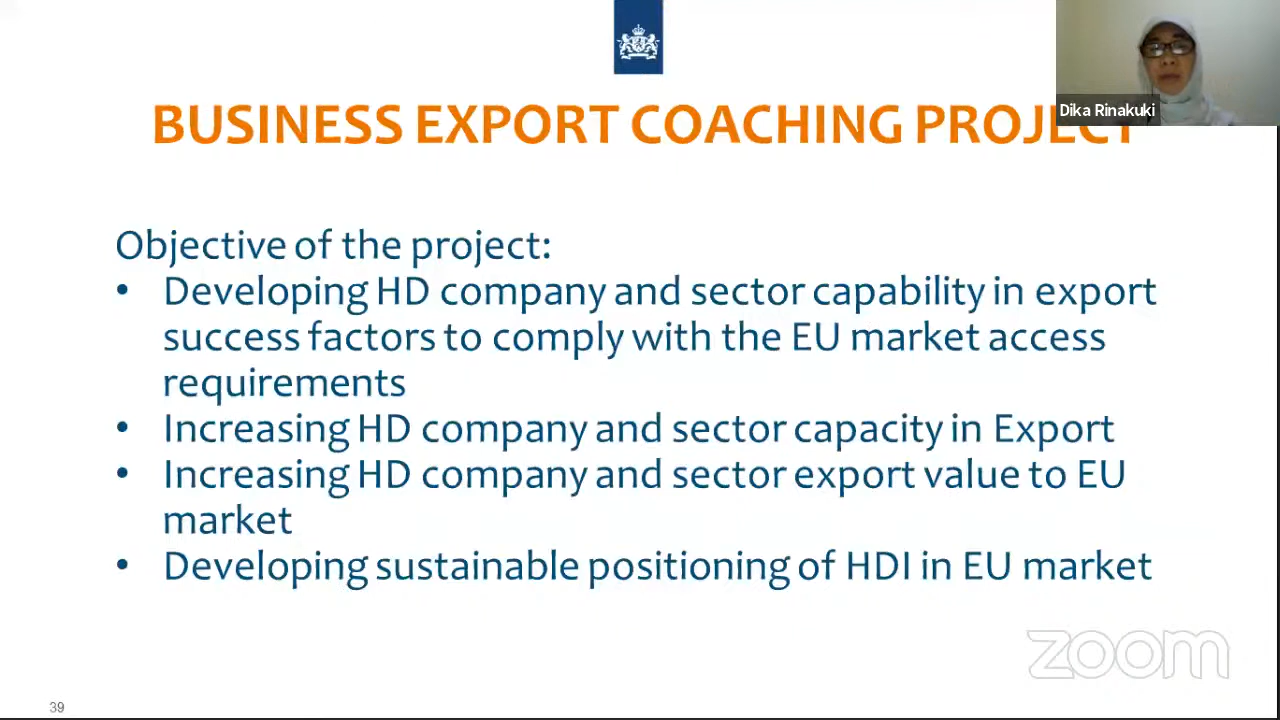 BUSINESS EXPORT COACHING PROJECT
Dika Rinakuki
Objective of the project:
• Developing HD company and sector capability in export
success factors to comply with the EU market access
requirements
• Increasing HD company and sector capacity in Export
• Increasing HD company and sector export value to EU
market
• Developing sustainable positioning of HDI in EU market
zoom
39